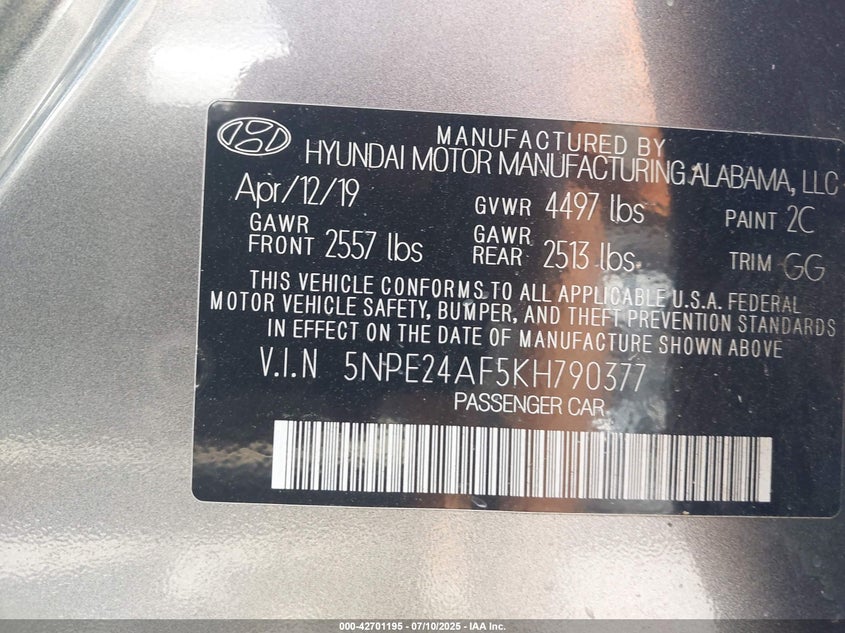 MANUFACTURED BY
HYUNDAI MOTOR MANUFACTURING ALABAMA, LLC
Apr/12/19 GVWR 4497 lbs PAINT 2C
GAWR FRONT 2557 lbs GAWR REAR 2513 lbs TRIM GG
THIS VEHICLE CONFORMS TO ALL APPLICABLE U.S.A. FEDERAL
MOTOR VEHICLE SAFETY, BUMPER, AND THEFT PREVENTION STANDARDS
IN EFFECT ON THE DATE OF MANUFACTURE SHOWN ABOVE
V.I.N 5NPE24AF5KH790377
PASSENGER CAR
000-42701195 - 07/10/2025 - IAA Inc.